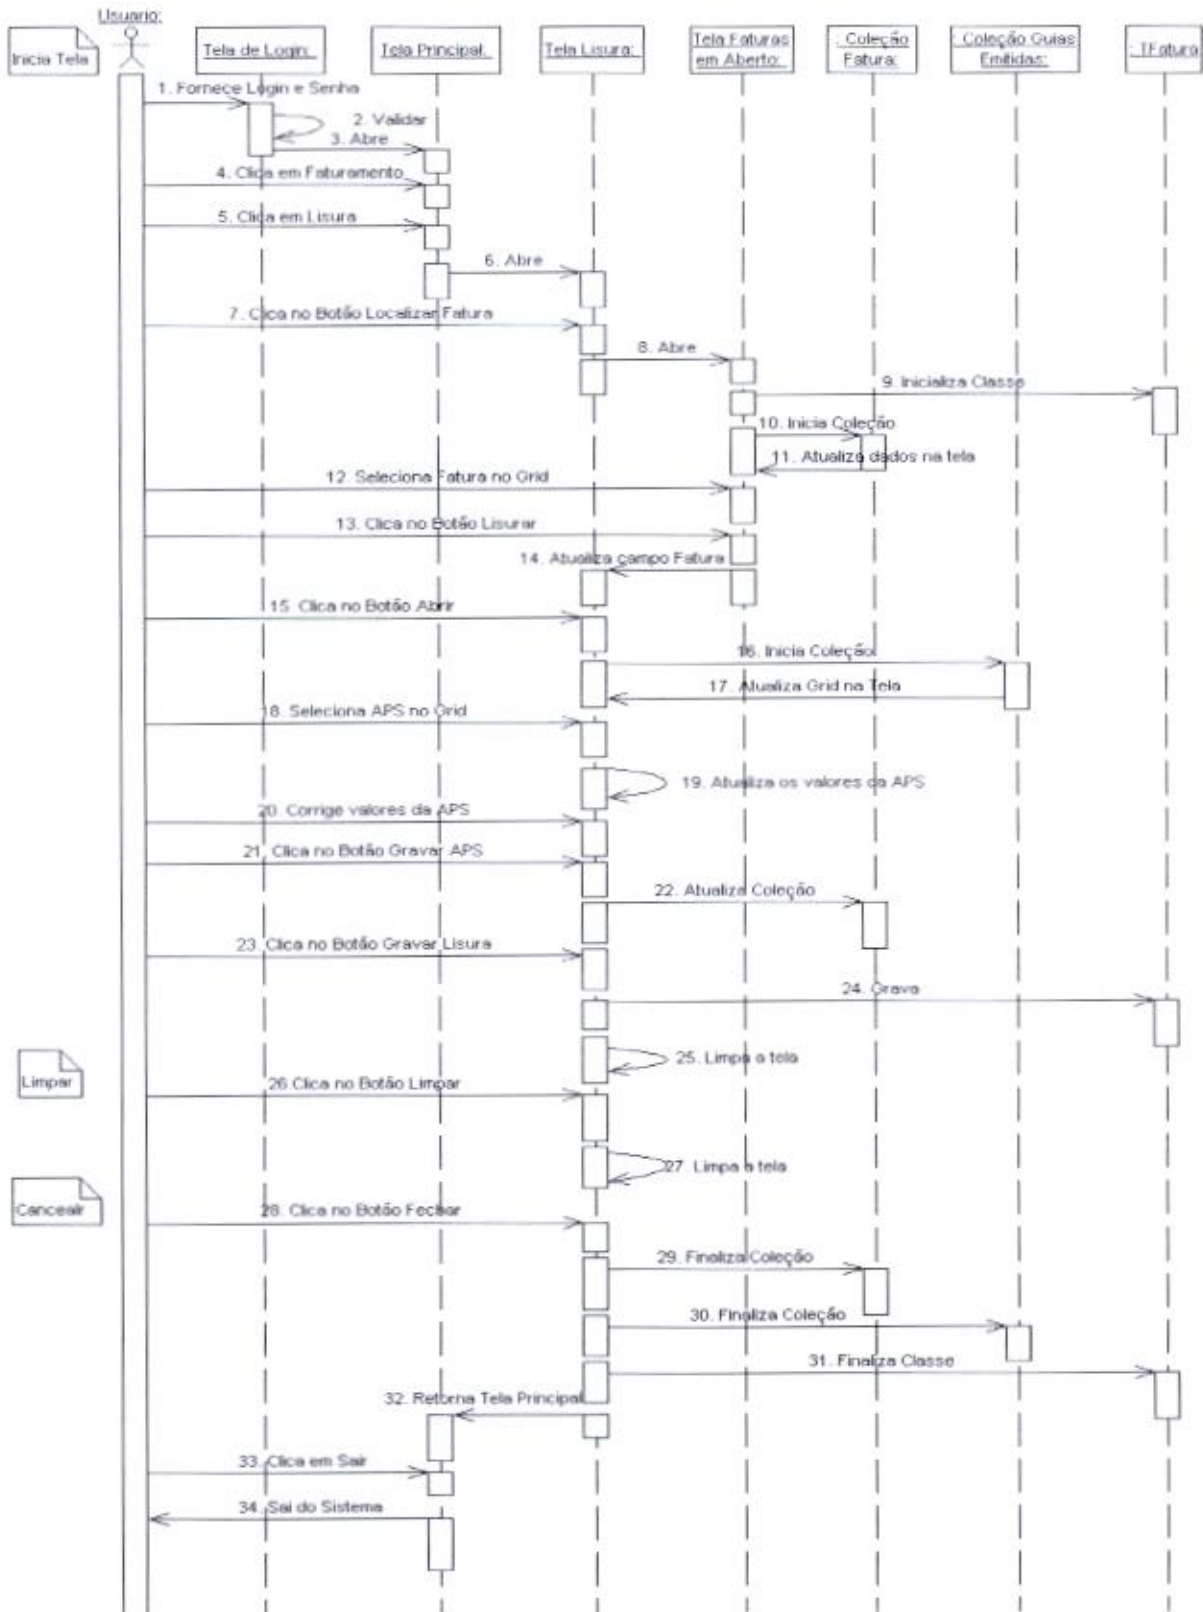 Usuario:
Inicia Tela
Tela de Login:
Tela Principal:
Tela Lisura:
Tela Faturas
em Aberto:
: Coleção
Fatura:
: Coleção Guias
Emitidas:
: TFatura
1. Fornece Login e Senha
2. Validar
3. Abre
4. Clica em Faturamento
5. Clica em Lisura
6. Abre
7. Clica no Botão Localizar Fatura
8. Abre
9. Inicializa Classe
10. Inicia Coleção
11. Atualiza dados na tela
12. Seleciona Fatura no Grid
13. Clica no Botão Lisurar
14. Atualiza campo Fatura
15. Clica no Botão Abrir
16. Inicia Coleção
17. Atualiza Grid na Tela
18. Seleciona APS no Grid
19. Atualiza os valores da APS
20. Corrige valores da APS
21. Clica no Botão Gravar APS
22. Atualiza Coleção
23. Clica no Botão Gravar Lisura
24. Grava
25. Limpa a tela
Limpar
26.Clica no Botão Limpar
27. Limpa a tela
Cancealr
28. Clica no Botão Fechar
29. Finaliza Coleção
30. Finaliza Coleção
31. Finaliza Classe
32. Retorna Tela Principal
33. Clica em Sair
34. Sai do Sistema